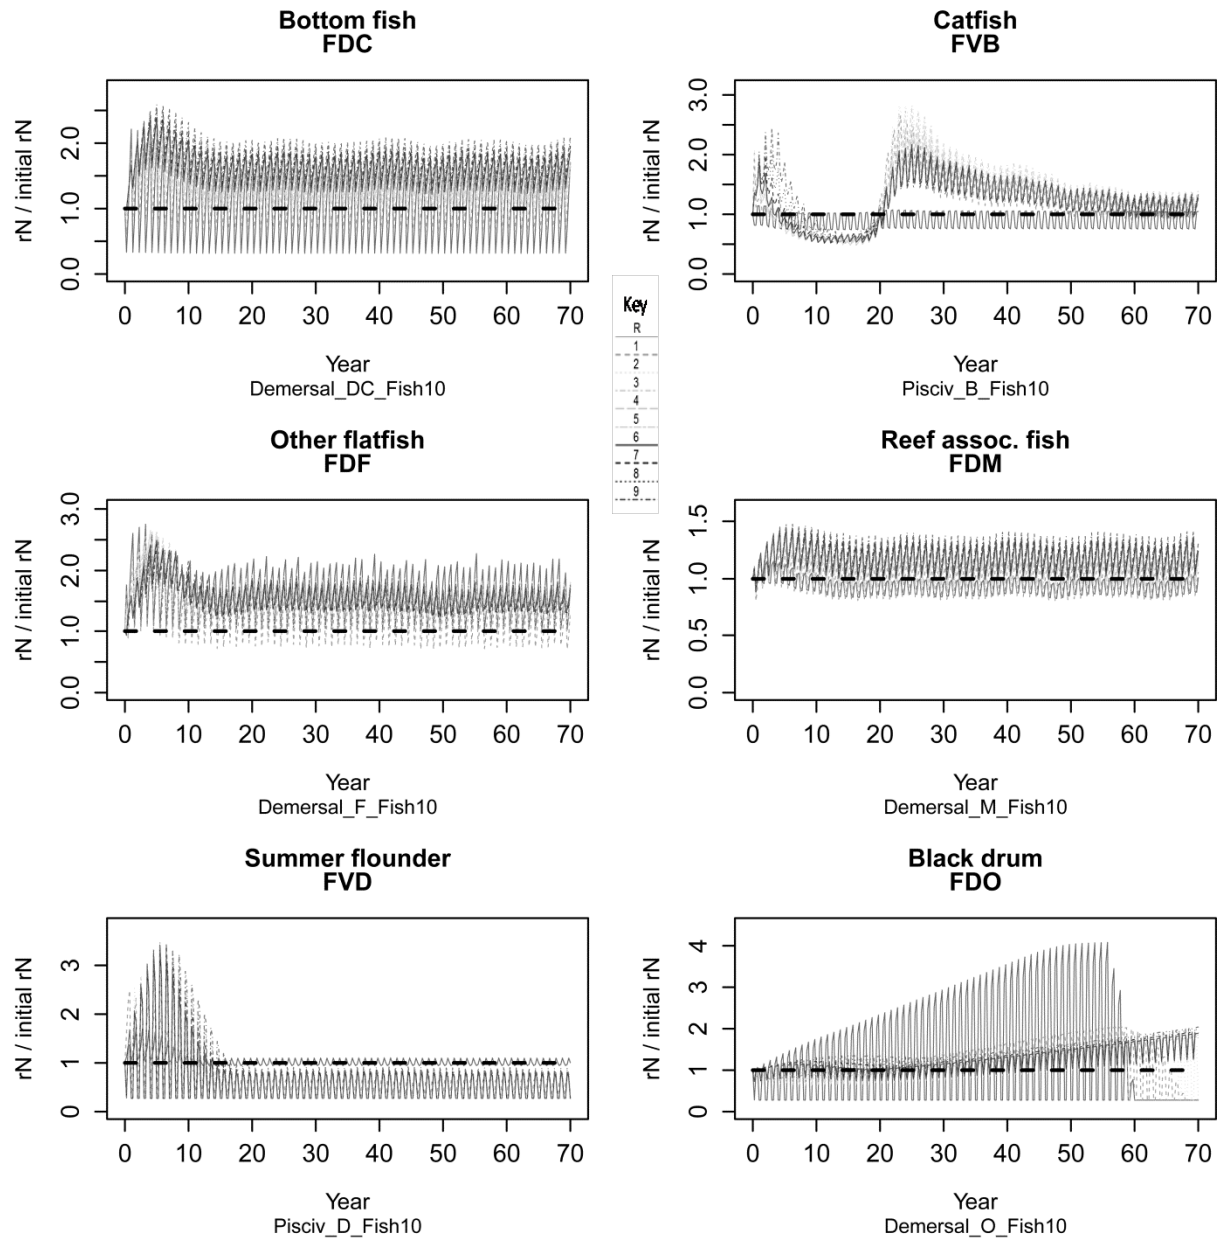 Bottom fish
FDC
rN / initial rN
0.0 1.0 2.0
0 10 20 30 40 50 60 70
Year
Demersal_DC_Fish10
Catfish
FVB
rN / initial rN
0.0 1.0 2.0 3.0
0 10 20 30 40 50 60 70
Year
Pisciv_B_Fish10
Key
R
1
2
3
4
5
6
7
8
9
Other flatfish
FDF
rN / initial rN
0.0 1.0 2.0 3.0
0 10 20 30 40 50 60 70
Year
Demersal_F_Fish10
Reef assoc. fish
FDM
rN / initial rN
0.0 0.5 1.0 1.5
0 10 20 30 40 50 60 70
Year
Demersal_M_Fish10
Summer flounder
FVD
rN / initial rN
0 1 2 3
0 10 20 30 40 50 60 70
Year
Pisciv_D_Fish10
Black drum
FDO
rN / initial rN
0 1 2 3 4
0 10 20 30 40 50 60 70
Year
Demersal_O_Fish10